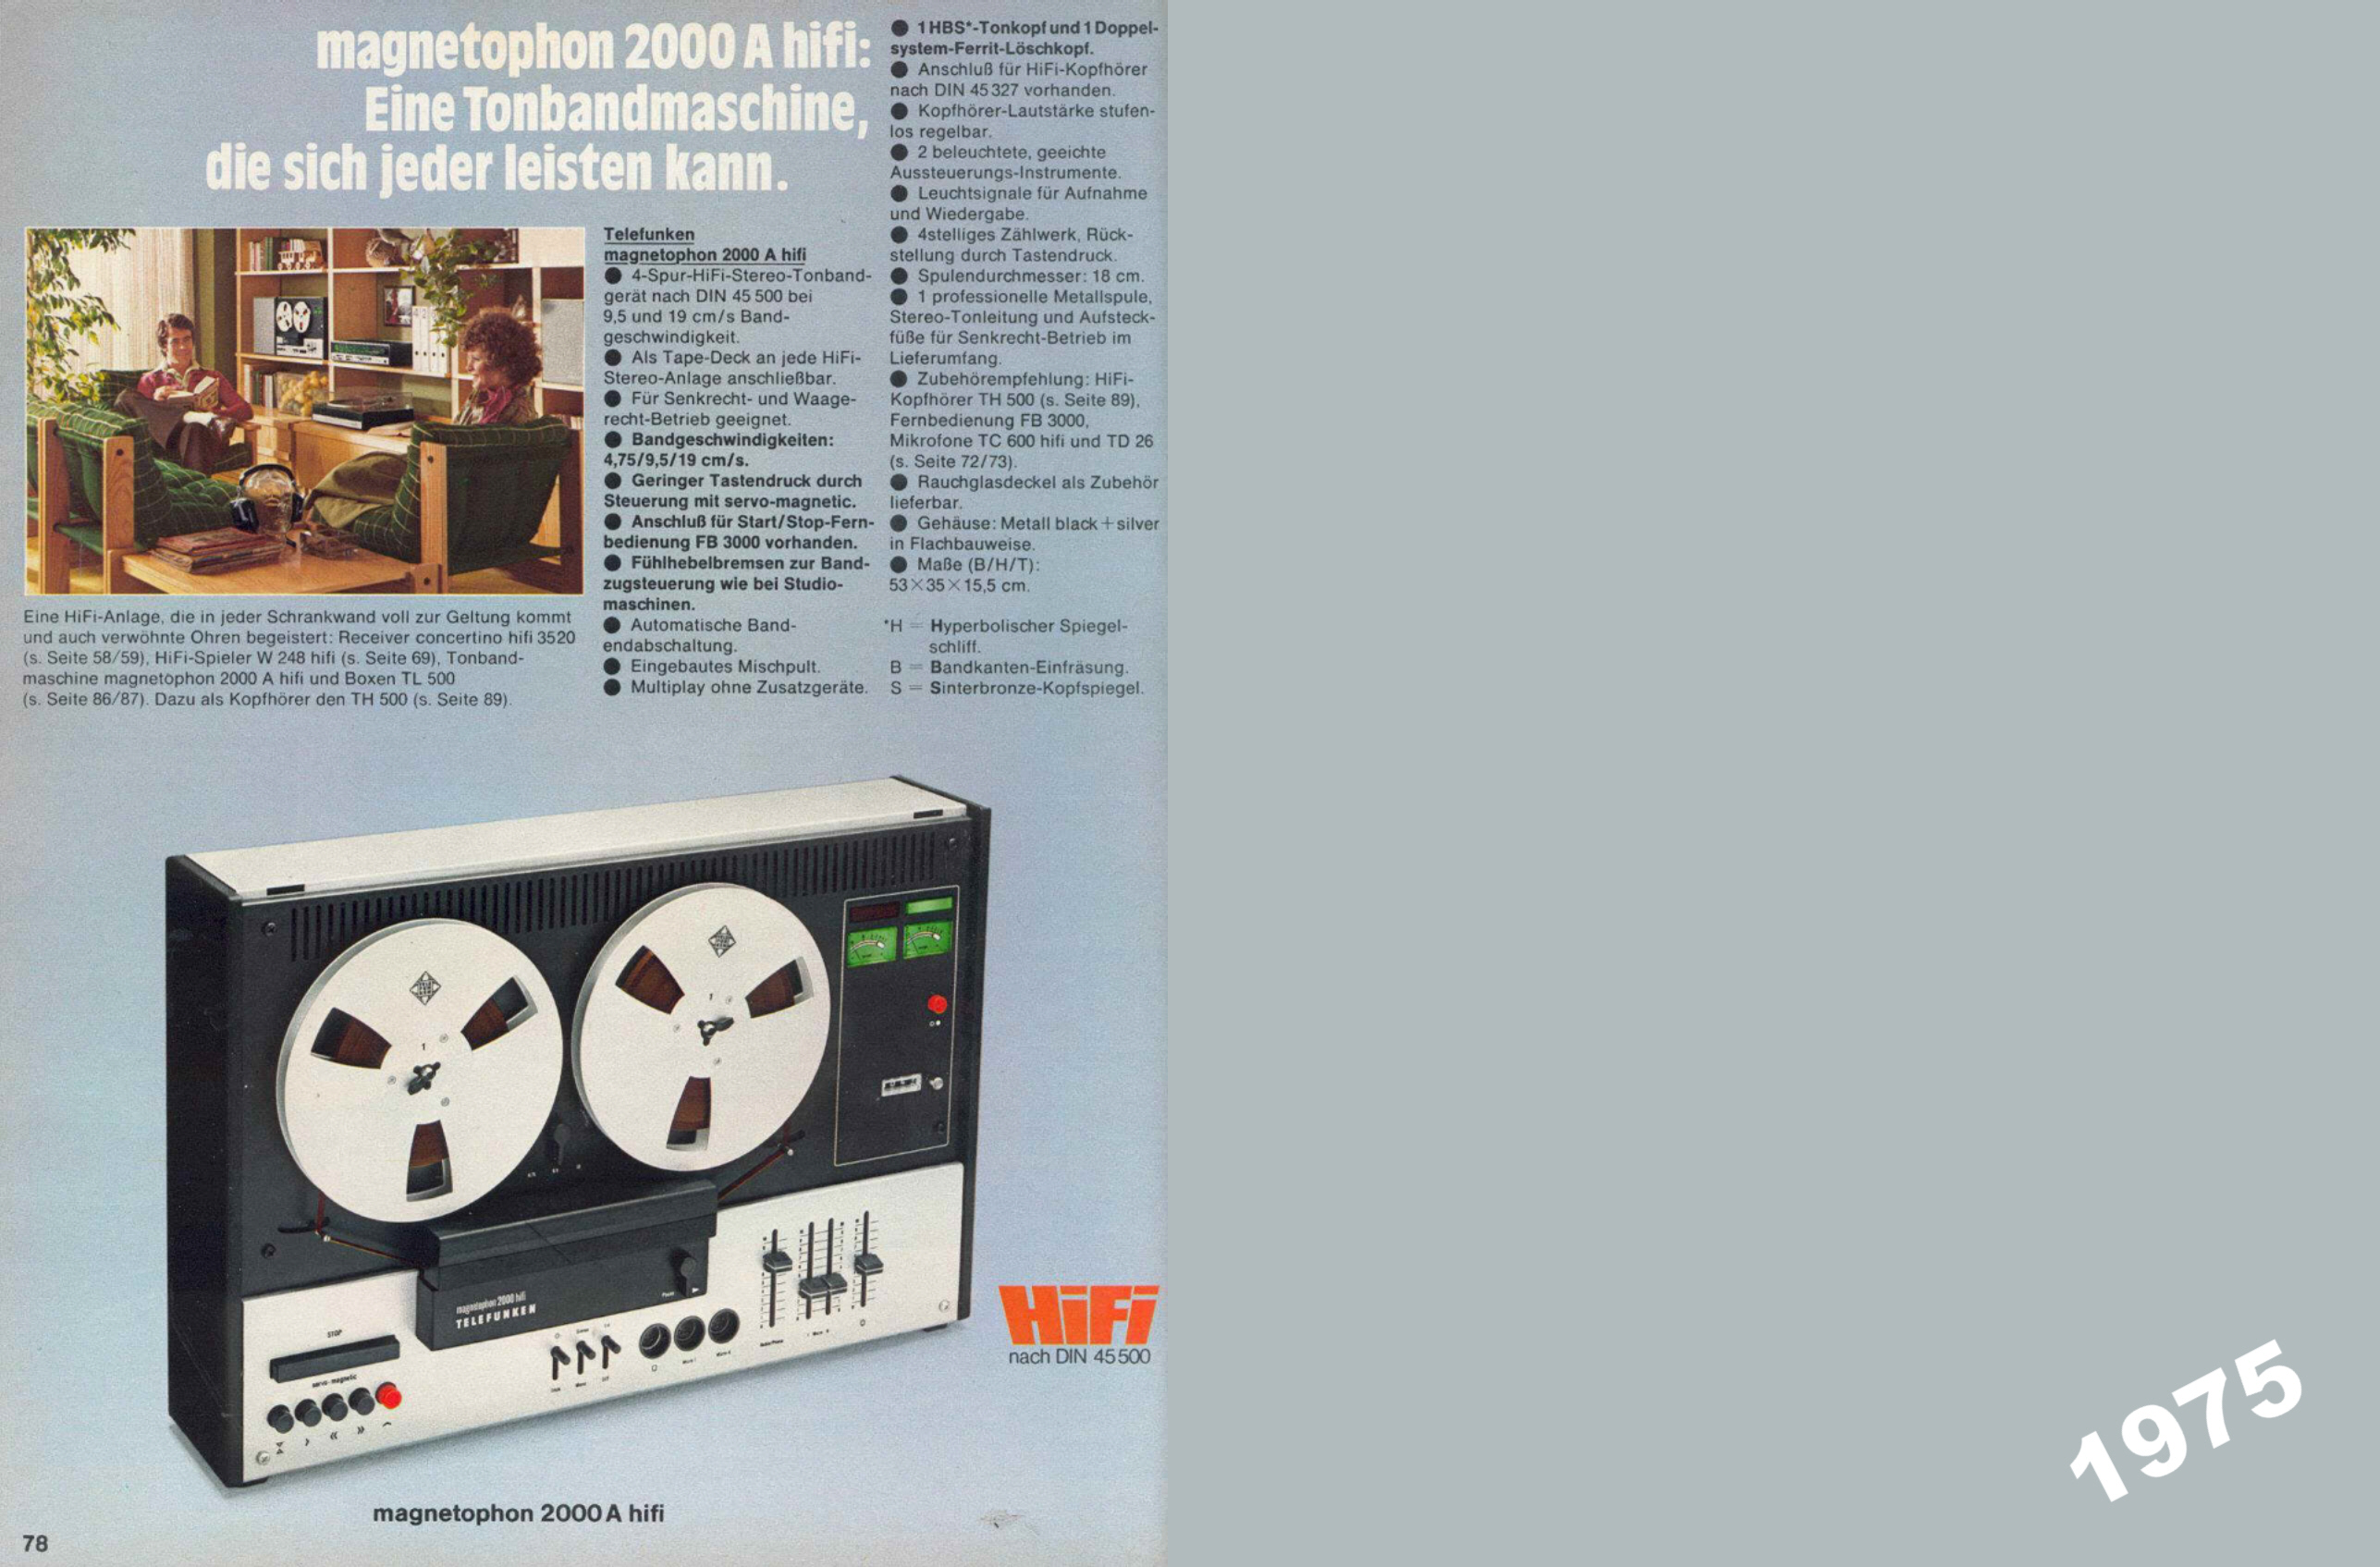 magnetophon 2000 A hifi:
Eine Tonbandmaschine,
die sich jeder leisten kann.
Eine HiFi-Anlage, die in jeder Schrankwand voll zur Geltung kommt
und auch verwöhnte Ohren begeistert: Receiver concertino hifi 3520
(s. Seite 58/59), HiFi-Spieler W 248 hifi (s. Seite 69), Tonband-
maschine magnetophon 2000 A hifi und Boxen TL 500
(s. Seite 86/87). Dazu als Kopfhörer den TH 500 (s. Seite 89).
Telefunken
magnetophon 2000 A hifi
● 4-Spur-HiFi-Stereo-Tonband-
gerät nach DIN 45 500 bei
9,5 und 19 cm/s Band-
geschwindigkeit.
● Als Tape-Deck an jede HiFi-
Stereo-Anlage anschließbar.
● Für Senkrecht- und Waage-
recht-Betrieb geeignet.
● Bandgeschwindigkeiten:
4,75/9,5/19 cm/s.
● Geringer Tastendruck durch
Steuerung mit servo-magnetic.
● Anschluß für Start/Stop-Fern-
bedienung FB 3000 vorhanden.
● Fühlhebelbremsen zur Band-
zugsteuerung wie bei Studio-
maschinen.
● Automatische Band-
endabschaltung.
● Eingebautes Mischpult.
● Multiplay ohne Zusatzgeräte.
● 1 HBS*-Tonkopf und 1 Doppel-
system-Ferrit-Löschkopf.
● Anschluß für HiFi-Kopfhörer
nach DIN 45 327 vorhanden.
● Kopfhörer-Lautstärke stufen-
los regelbar.
● 2 beleuchtete, geeichte
Aussteuerungs-Instrumente.
● Leuchtsignale für Aufnahme
und Wiedergabe.
● 4stelliges Zählwerk, Rück-
stellung durch Tastendruck.
● Spulendurchmesser: 18 cm.
● 1 professionelle Metallspule,
Stereo-Tonleitung und Aufsteck-
füße für Senkrecht-Betrieb im
Lieferumfang.
● Zubehörempfehlung: HiFi-
Kopfhörer TH 500 (s. Seite 89),
Fernbedienung FB 3000,
Mikrofone TC 600 hifi und TD 26
(s. Seite 72/73).
● Rauchglasdeckel als Zubehör
lieferbar.
● Gehäuse: Metall black + silver
in Flachbauweise.
● Maße (B/H/T):
53 × 35 × 15,5 cm.
*H = Hyperbolischer Spiegel-
schliff.
B = Bandkanten-Einfräsung.
S = Sinterbronze-Kopfspiegel.
1
1
magnetophon 2000 hifi
TELEFUNKEN
Pause
STOP
servo-magnetic
HiFi
nach DIN 45 500
magnetophon 2000 A hifi
78
1975